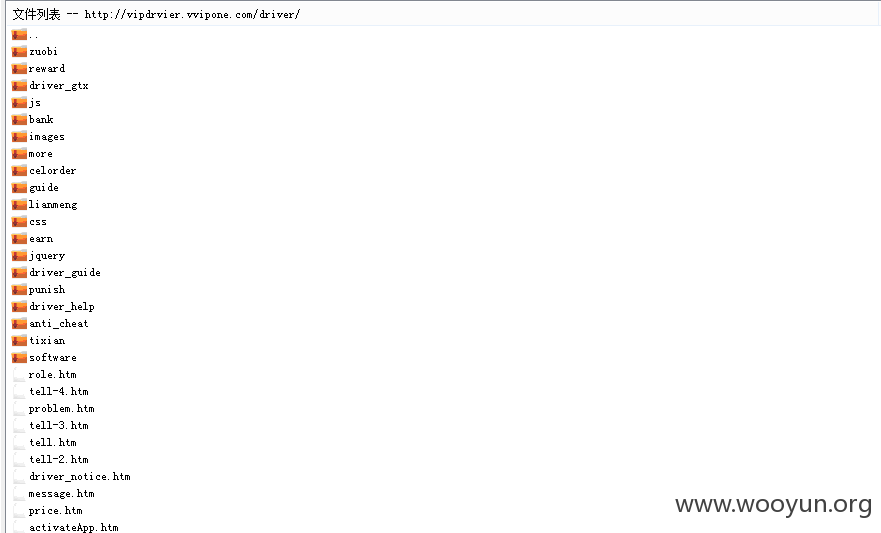 文件列表 -- http://vipdrvier.vvipone.com/driver/
..
zuobi
reward
driver_gtx
js
bank
images
more
celorder
guide
lianmeng
css
earn
jquery
driver_guide
punish
driver_help
anti_cheat
tixian
software
role.htm
tell-4.htm
problem.htm
tell-3.htm
tell.htm
tell-2.htm
driver_notice.htm
message.htm
price.htm
activateApp.htm
www.wooyun.org